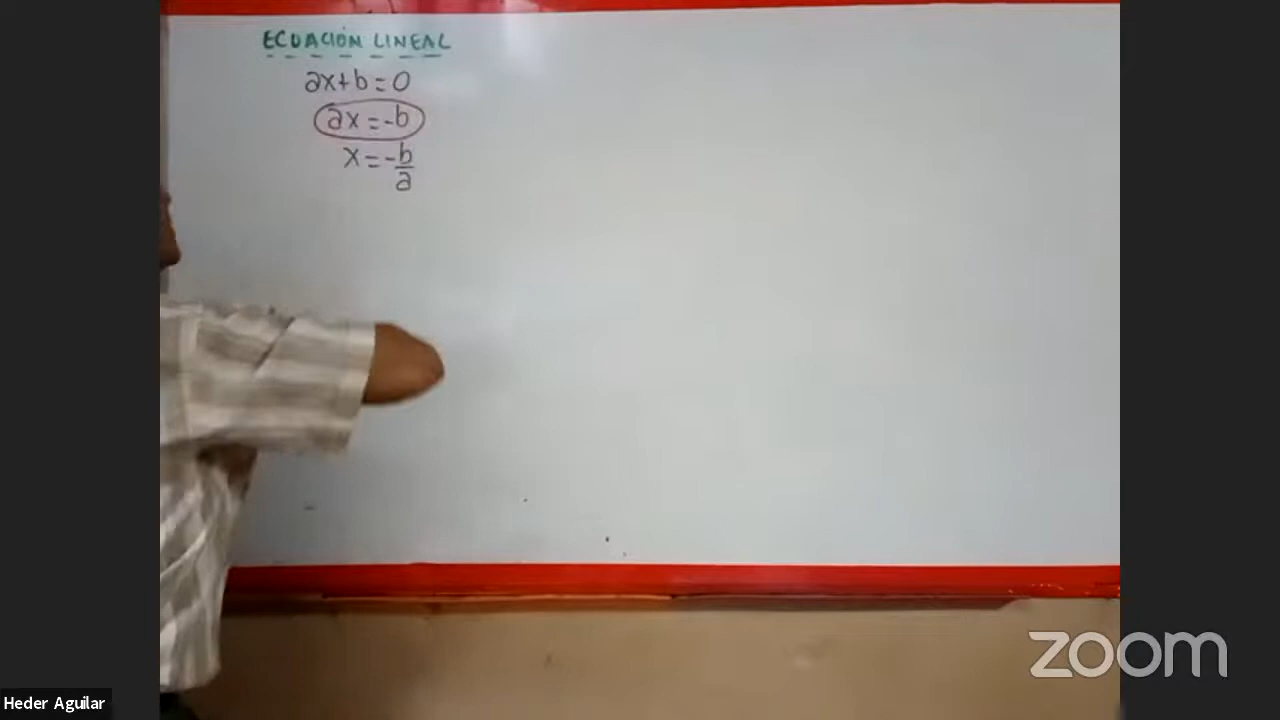 ECUACIÓN LINEAL
ax+b=0
ax=-b
x=-b/a
zoom
Heder Aguilar